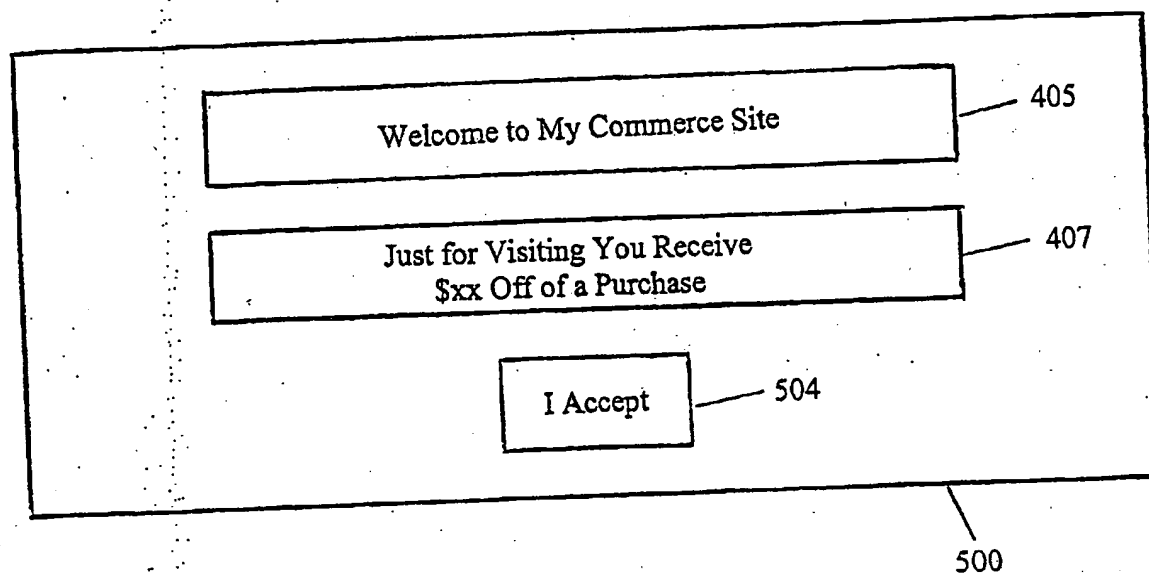 Welcome to My Commerce Site
405
Just for Visiting You Receive
$xx Off of a Purchase
407
I Accept
504
500